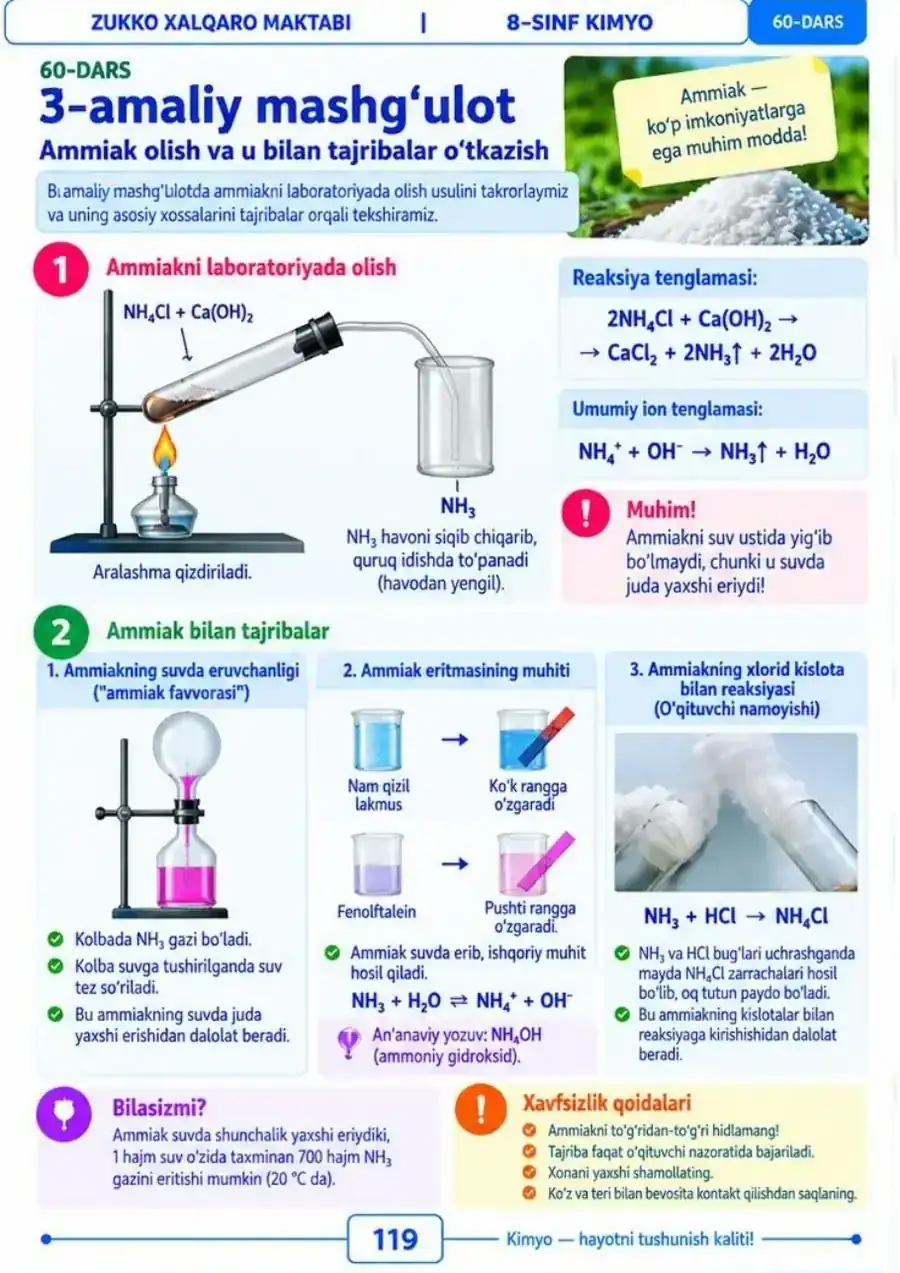 ZUKKO XALQARO MAKTABI | 8–SINF KIMYO
60-DARS
60-DARS
3-amaliy mashg‘ulot
Ammiak olish va u bilan tajribalar o‘tkazish
amaliy mashg‘ulotda ammiakni laboratoriyada olish usulini takrorlaymiz
va uning asosiy xossalarini tajribalar orqali tekshiramiz.
Ammiak —
ko‘p imkoniyatlarga
ega muhim modda!
1 Ammiakni laboratoriyada olish
NH₄Cl + Ca(OH)₂
Aralashma qizdiriladi.
NH₃
NH₃ havoni siqib chiqarib,
quruq idishda to‘panadi
(havodan yengil).
Reaksiya tenglamasi:
2NH₄Cl + Ca(OH)₂ →
→ CaCl₂ + 2NH₃↑ + 2H₂O
Umumiy ion tenglamasi:
NH₄⁺ + OH⁻ → NH₃↑ + H₂O
! Muhim!
Ammiakni suv ustida yig‘ib
bo‘lmaydi, chunki u suvda
juda yaxshi eriydi!
2 Ammiak bilan tajribalar
1. Ammiakning suvda eruvchanligi
("ammiak favvorasi")
Kolbada NH₃ gazi bo‘ladi.
Kolba suvga tushirilganda suv
tez so‘riladi.
Bu ammiakning suvda juda
yaxshi erishidan dalolat beradi.
2. Ammiak eritmasining muhiti
Nam qizil
lakmus
→
Ko‘k rangga
o‘zgaradi
Fenolftalein
→
Pushti rangga
o‘zgaradi.
Ammiak suvda erib, ishqoriy muhit
hosil qiladi.
NH₃ + H₂O ⇌ NH₄⁺ + OH⁻
An’anaviy yozuv: NH₄OH
(ammoniy gidroksid).
3. Ammiakning xlorid kislota
bilan reaksiyasi
(O‘qituvchi namoyishi)
NH₃ + HCl → NH₄Cl
NH₃ va HCl bug‘lari uchrashganda
mayda NH₄Cl zarrachalari hosil
bo‘lib, oq tutun paydo bo‘ladi.
Bu ammiakning kislotalar bilan
reaksiyaga kirishishidan dalolat
beradi.
Bilasizmi?
Ammiak suvda shunchalik yaxshi eriydiki,
1 hajm suv o‘zida taxminan 700 hajm NH₃
gazini eritishi mumkin (20 °C da).
! Xavfsizlik qoidalari
Ammiakni to‘g‘ridan-to‘g‘ri hidlamang!
Tajriba faqat o‘qituvchi nazoratida bajariladi.
Xonani yaxshi shamollating.
Ko‘z va teri bilan bevosita kontakt qilishdan saqlaning.
119
Kimyo — hayotni tushunish kaliti!